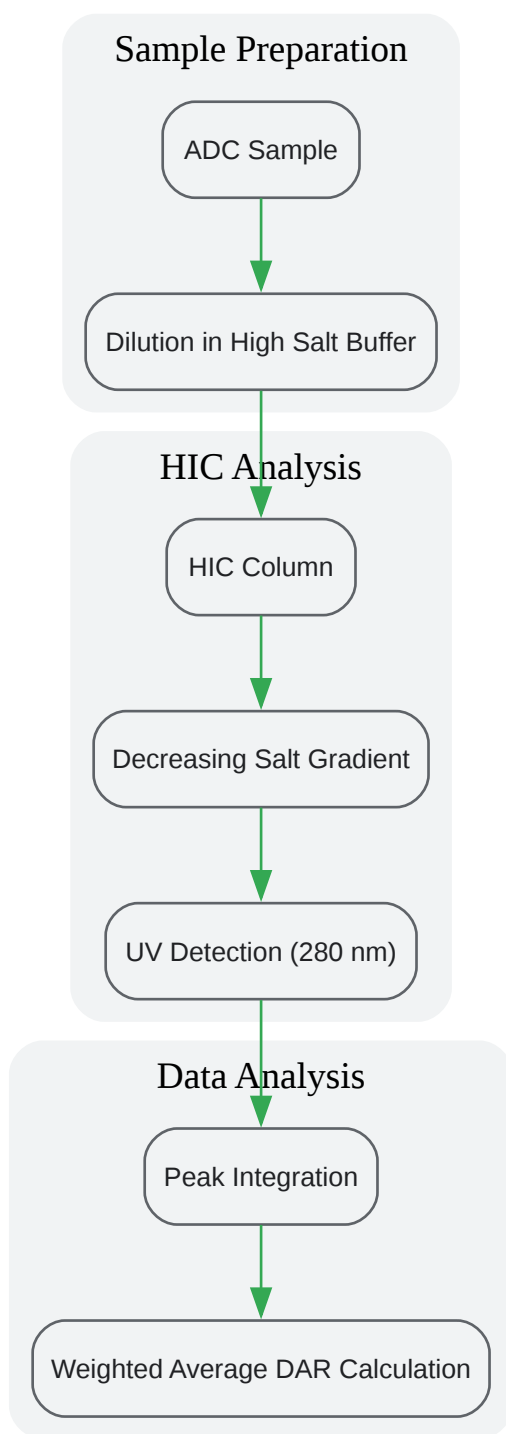 Sample Preparation
ADC Sample
Dilution in High Salt Buffer
HIC Analysis
HIC Column
Decreasing Salt Gradient
UV Detection (280 nm)
Data Analysis
Peak Integration
Weighted Average DAR Calculation